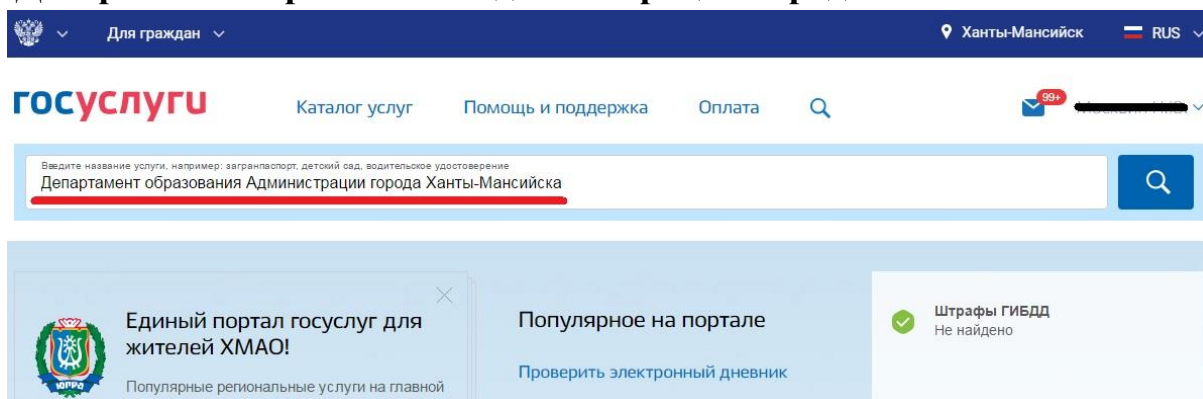 Для граждан
Ханты-Мансийск
RUS
госуслуги
Каталог услуг
Помощь и поддержка
Оплата
99+
Введите название услуги, например: загранпаспорт, детский сад, водительское удостоверение
Департамент образования Администрации города Ханты-Мансийска
Единый портал госуслуг для
жителей ХМАО!
Популярные региональные услуги на главной
ЮГРА
Популярное на портале
Проверить электронный дневник
Штрафы ГИБДД
Не найдено